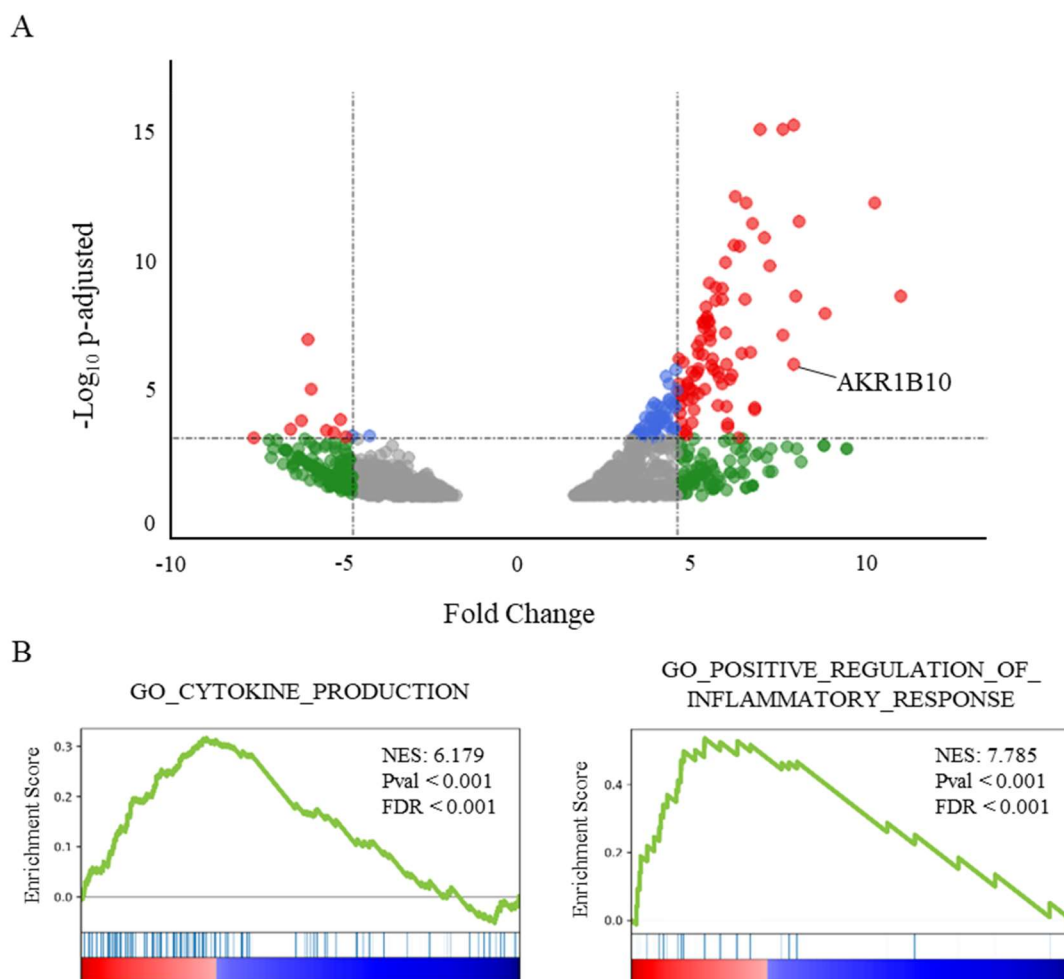 A
15
10
5
0
-Log₁₀ p-adjusted
AKR1B10
-10
-5
0
5
10
Fold Change
B
GO_CYTOKINE_PRODUCTION
Enrichment Score
0.3
0.2
0.1
0.0
NES: 6.179
Pval < 0.001
FDR < 0.001
GO_POSITIVE_REGULATION_OF_
INFLAMMATORY_RESPONSE
Enrichment Score
0.4
0.2
0.0
NES: 7.785
Pval < 0.001
FDR < 0.001